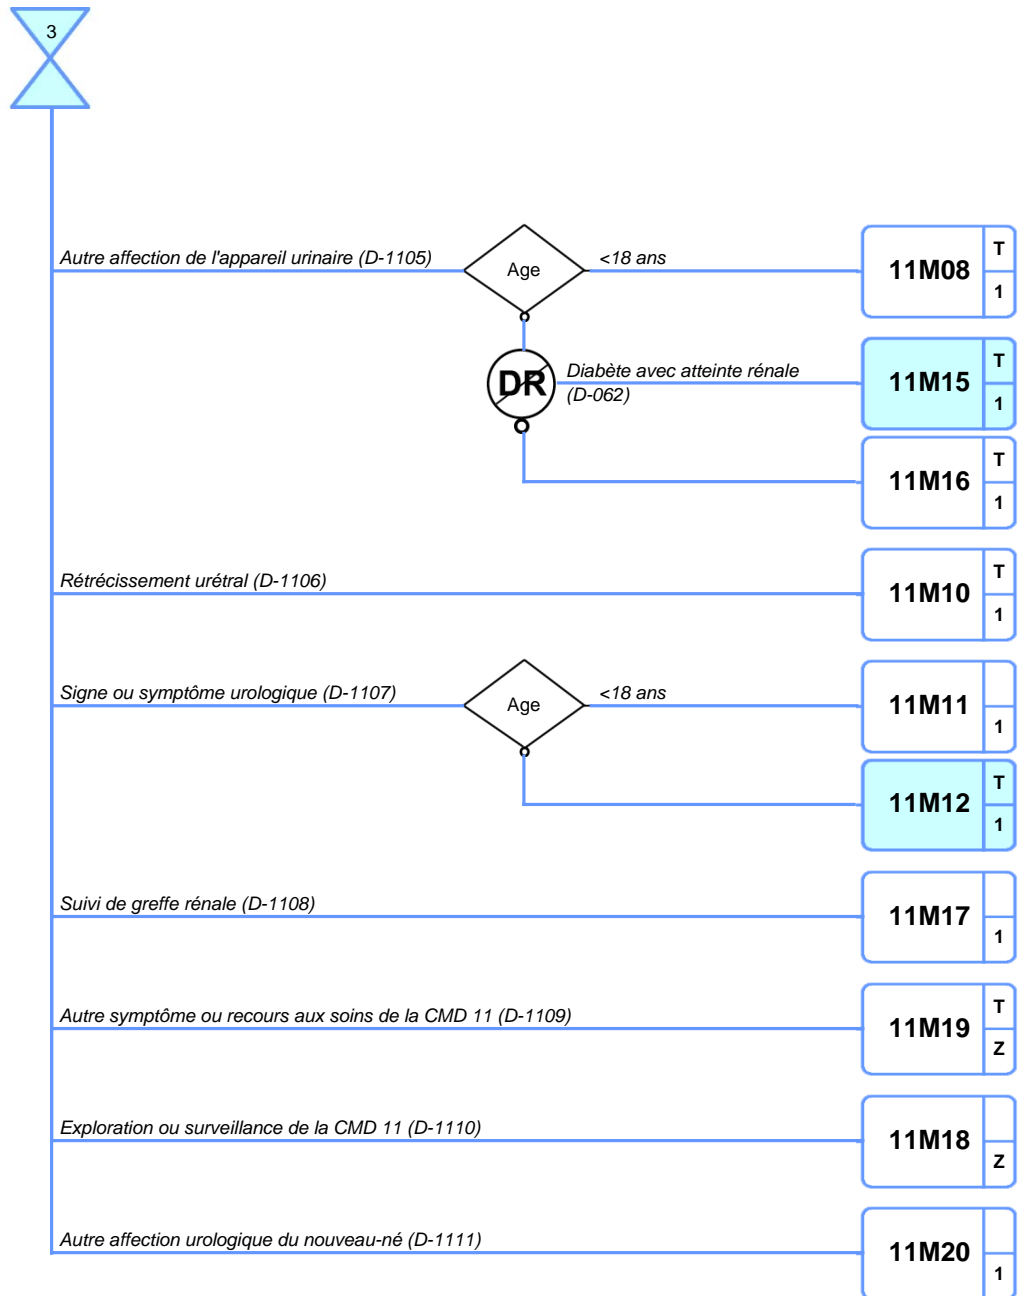 3
Autre affection de l'appareil urinaire (D-1105)
Age
<18 ans
11M08
T
1
DR
Diabète avec atteinte rénale
(D-062)
11M15
T
1
11M16
T
1
Rétrécissement urétral (D-1106)
11M10
T
1
Signe ou symptôme urologique (D-1107)
Age
<18 ans
11M11
1
11M12
T
1
Suivi de greffe rénale (D-1108)
11M17
1
Autre symptôme ou recours aux soins de la CMD 11 (D-1109)
11M19
T
Z
Exploration ou surveillance de la CMD 11 (D-1110)
11M18
Z
Autre affection urologique du nouveau-né (D-1111)
11M20
1